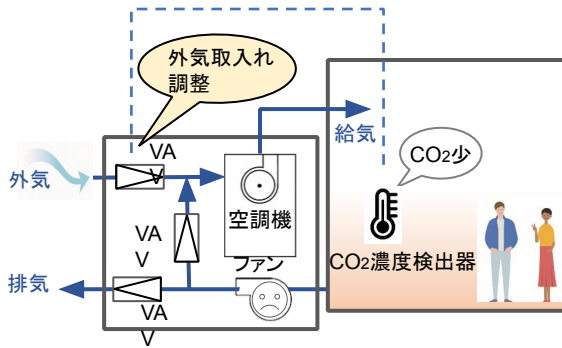 外気取入れ
調整
VA
V
外気
給気
CO2少
空調機
VA
V
ファン
CO2濃度検出器
排気
VA
V